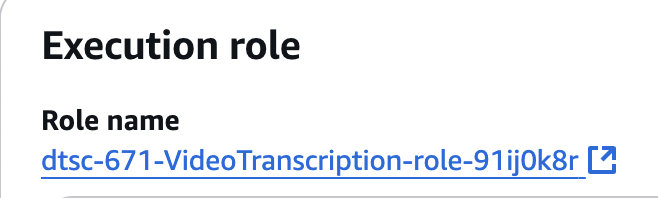 Execution role
Role name
dtsc-671-VideoTranscription-role-91ij0k8r